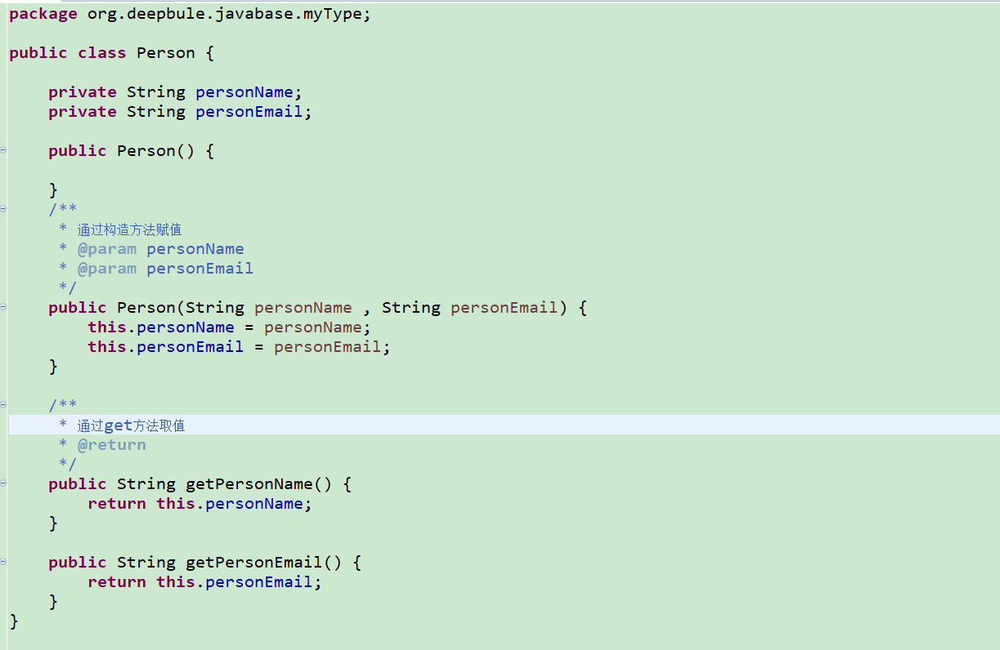 package org.deepbule.javabase.myType;
public class Person {
private String personName;
private String personEmail;
public Person() {
}
/**
* 通过构造方法赋值
* @param personName
* @param personEmail
*/
public Person(String personName , String personEmail) {
this.personName = personName;
this.personEmail = personEmail;
}
/**
* 通过get方法取值
* @return
*/
public String getPersonName() {
return this.personName;
}
public String getPersonEmail() {
return this.personEmail;
}
}